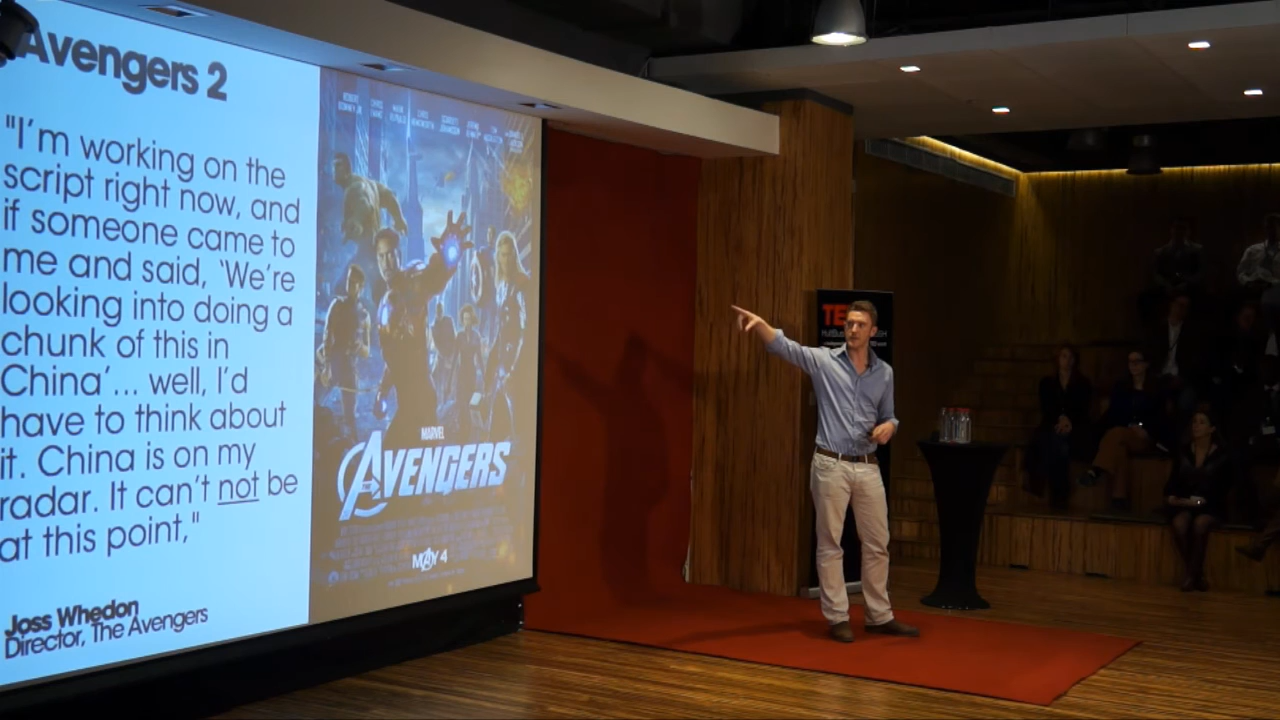 Avengers 2
"I'm working on the
script right now, and
if someone came to
me and said, 'We're
looking into doing a
chunk of this in
China'... well, I'd
have to think about
it. China is on my
radar. It can't not be
at this point,"
Joss Whedon
Director, The Avengers
MARVEL
AVENGERS
MAY 4
TE